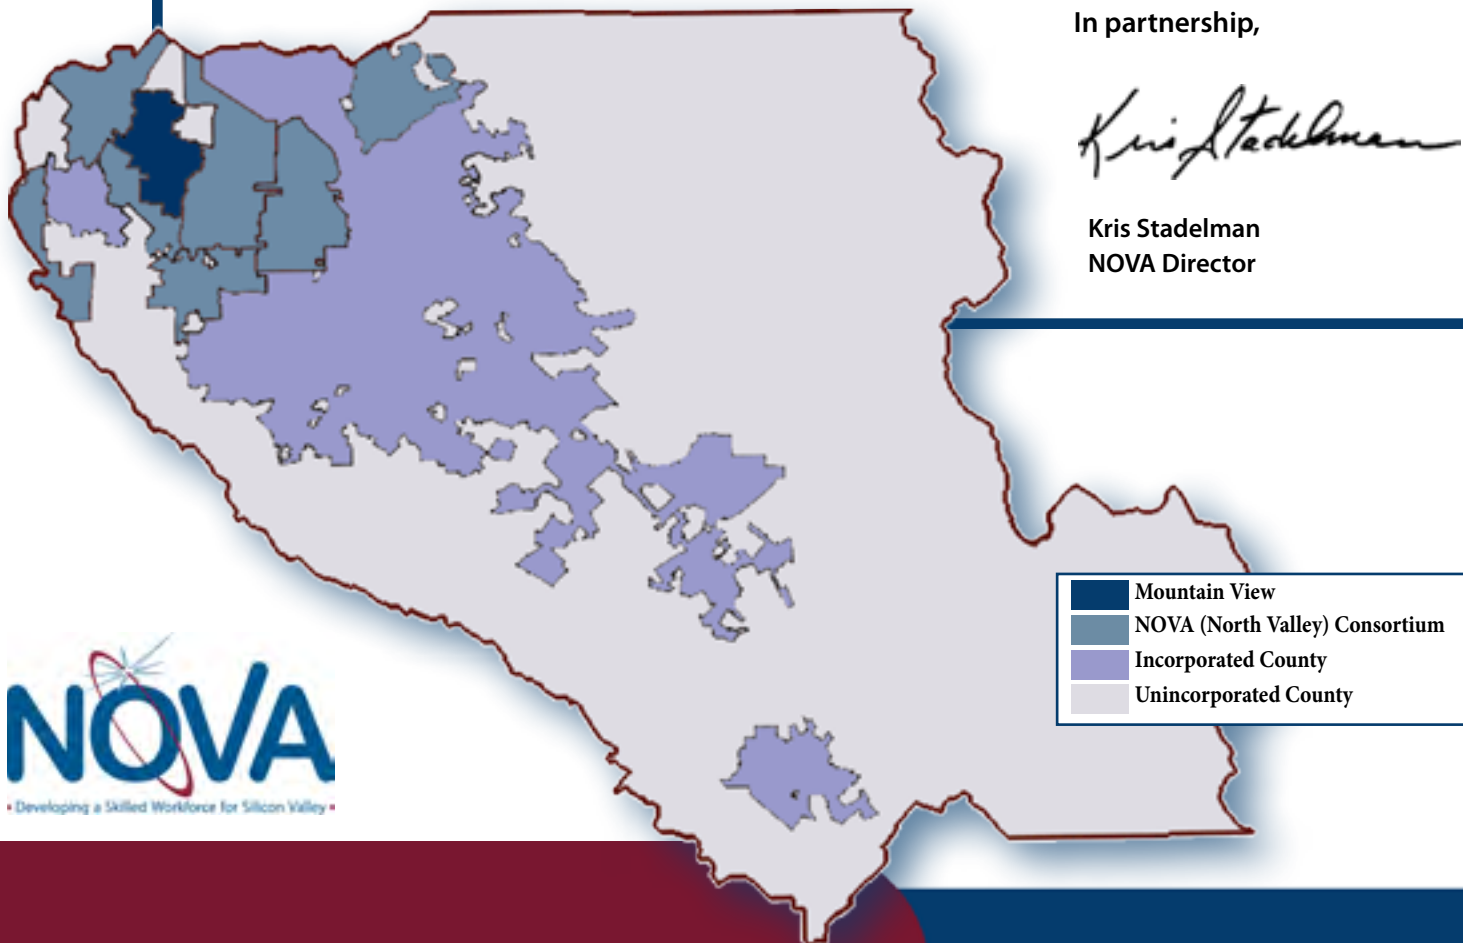 In partnership,
Kris Stadelman
Kris Stadelman
NOVA Director
Mountain View
NOVA (North Valley) Consortium
Incorporated County
Unincorporated County
NOVA
• Developing a Skilled Workforce for Silicon Valley •